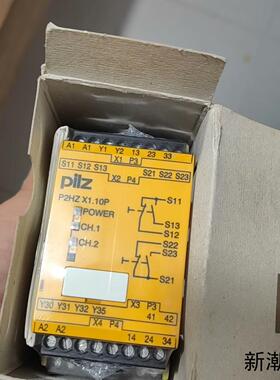 A1 A1 Y1 Y2 13 23 33
X1 P3
S11 S12 S13
S21 S22 S23
X2 P4
pilz
P2HZ X1.10P
POWER
CH.1
CH.2
S11
S13
S12
S22
S23
S21
Y30 Y31 Y32 Y35
X3 P3
41 42
X4 P4
A2 A2
14 24 34
新潮